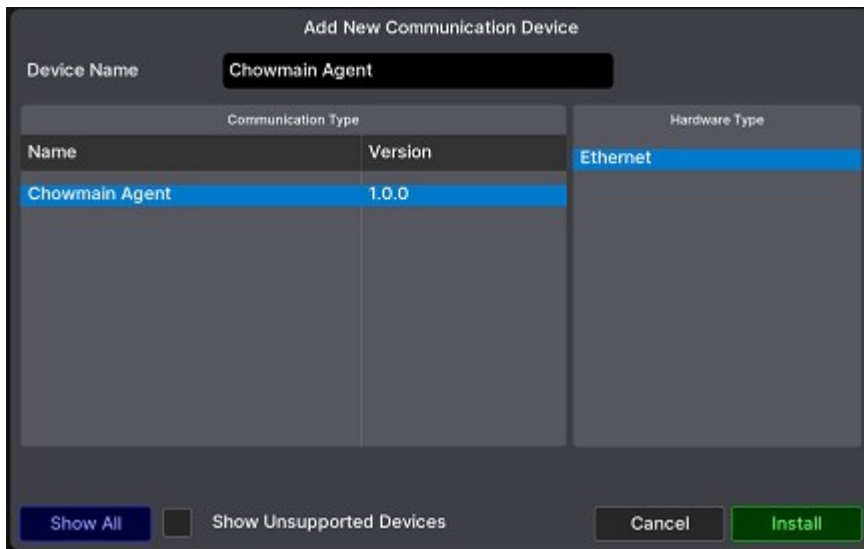 Add New Communication Device
Device Name Chowmain Agent
Communication Type Hardware Type
Name Version
Ethernet
Chowmain Agent 1.0.0
Show All Show Unsupported Devices Cancel Install